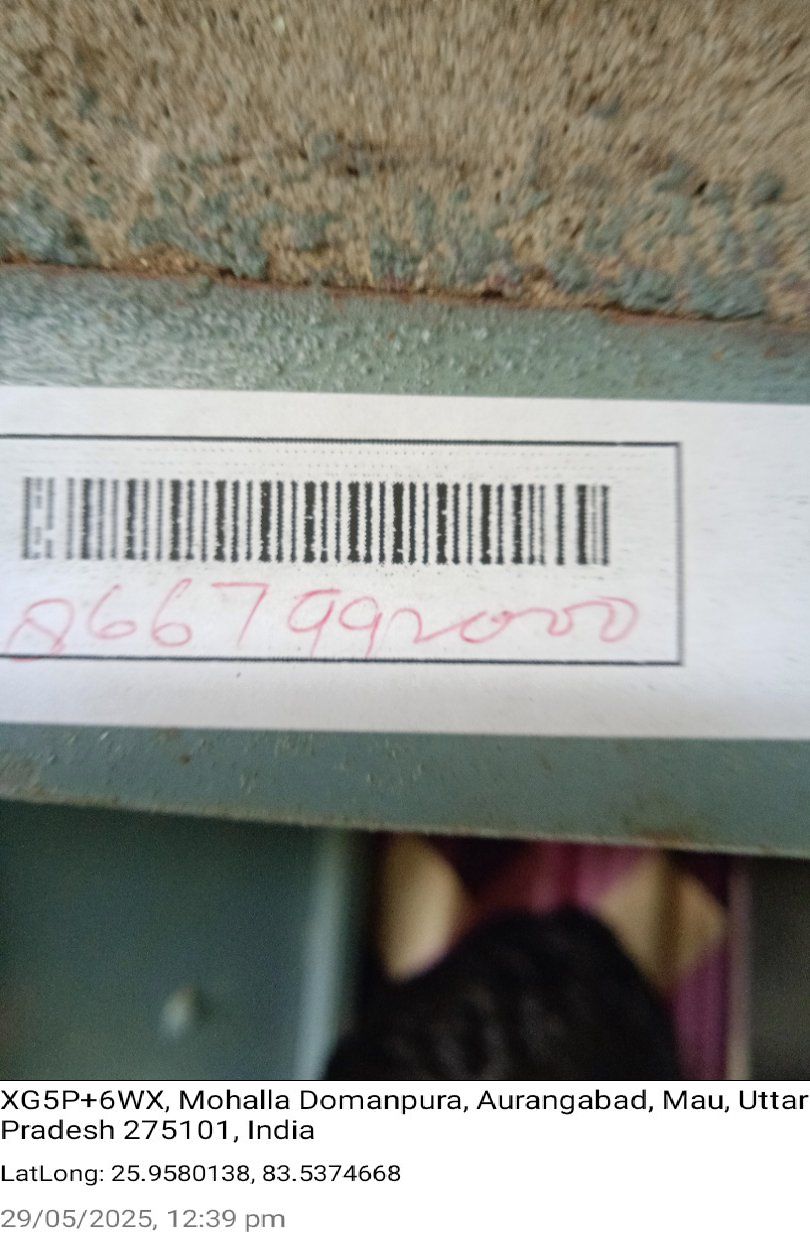 8667992000
XG5P+6WX, Mohalla Domanpura, Aurangabad, Mau, Uttar
Pradesh 275101, India
LatLong: 25.9580138, 83.5374668
29/05/2025, 12:39 pm